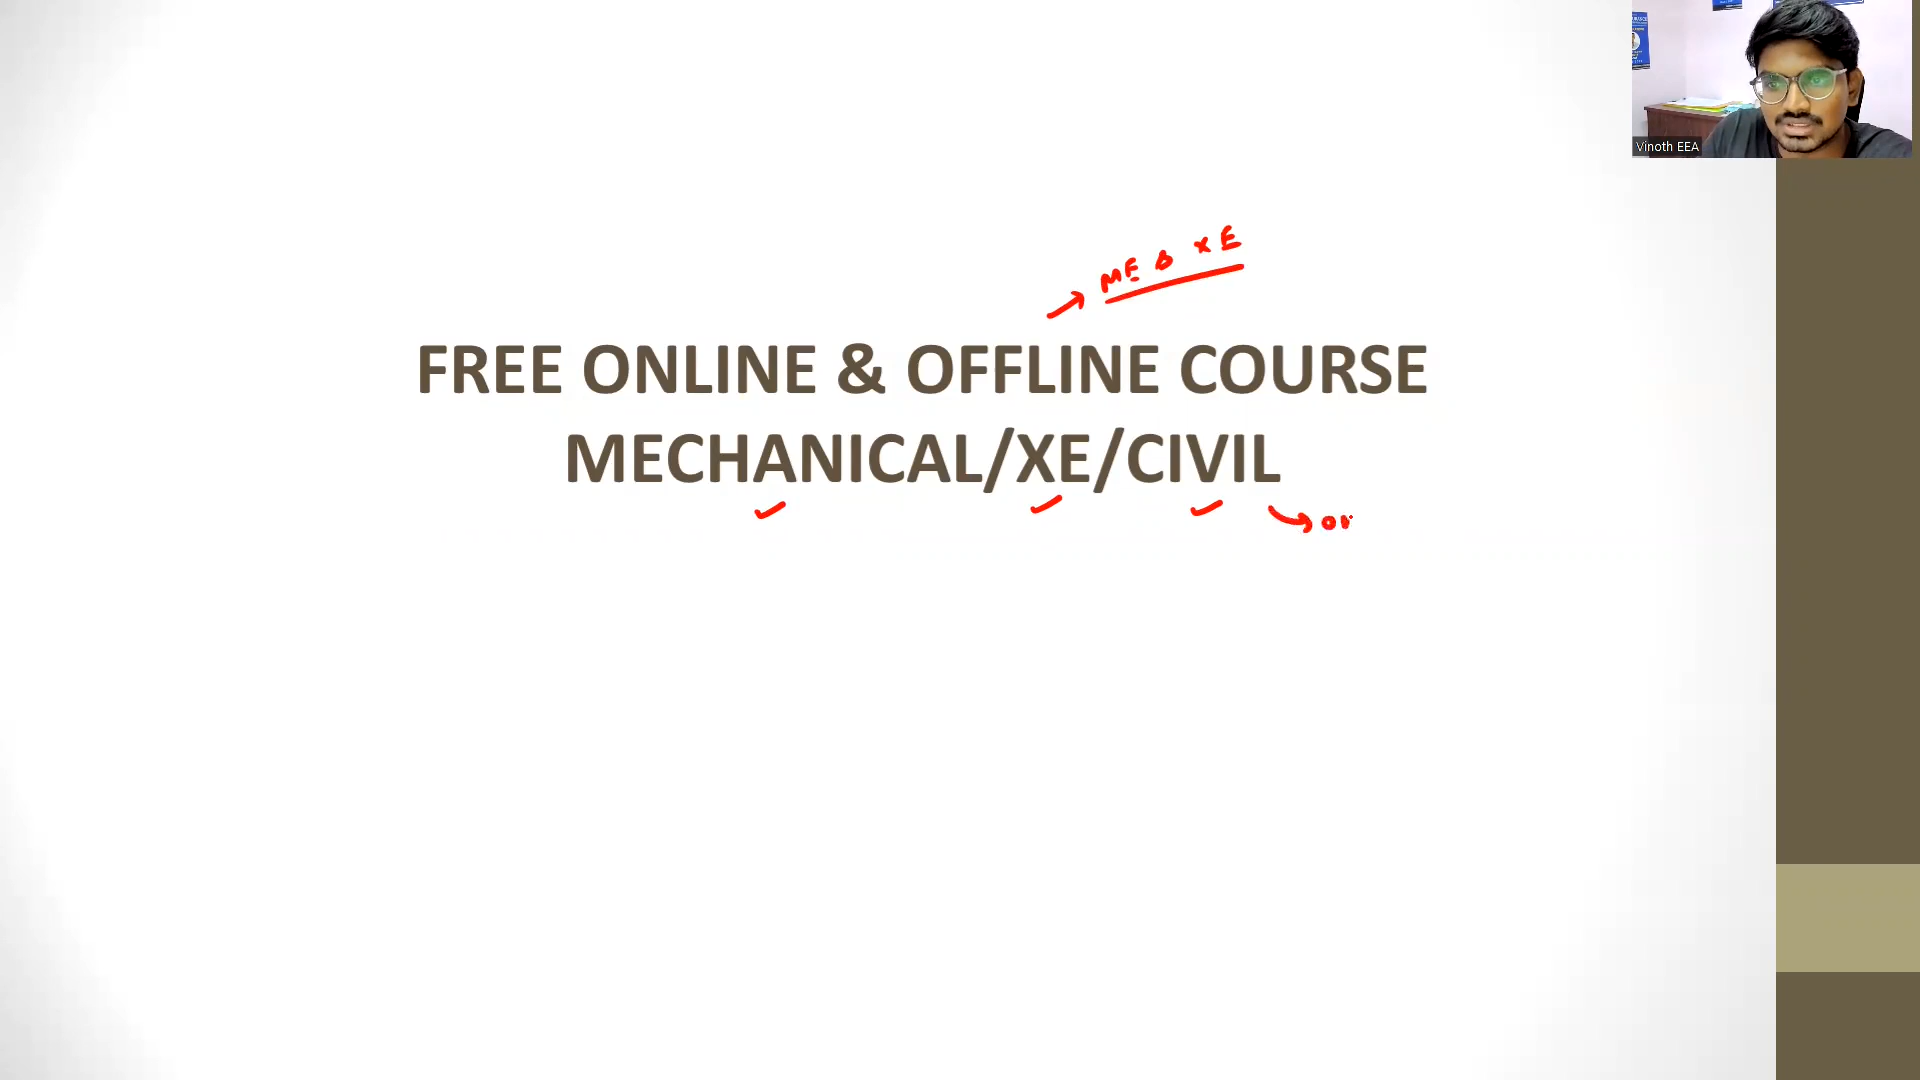 Vinoth EEA
ME & XE
FREE ONLINE & OFFLINE COURSE
MECHANICAL/XE/CIVIL